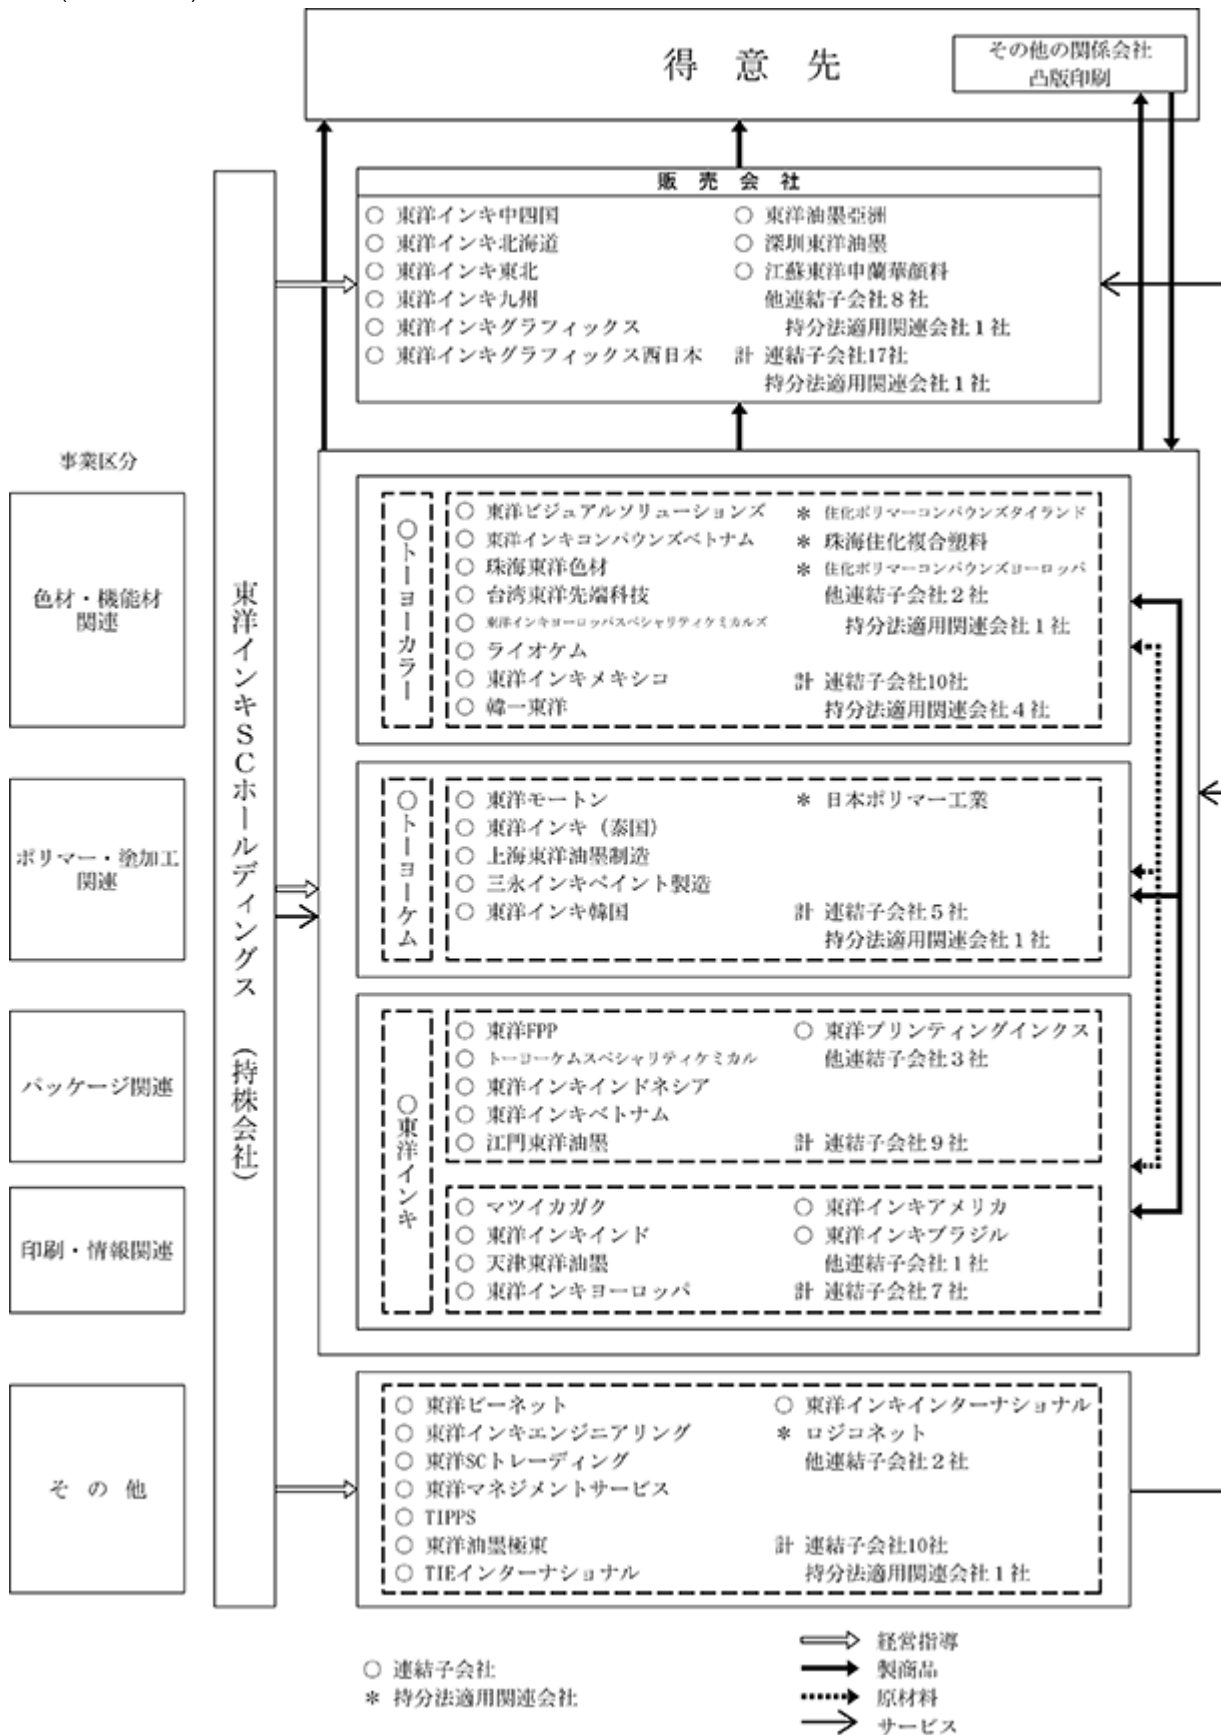 得意先
その他の関係会社
凸版印刷
販売会社
○ 東洋インキ中四国
○ 東洋インキ北海道
○ 東洋インキ東北
○ 東洋インキ九州
○ 東洋インキグラフィックス
○ 東洋インキグラフィックス西日本
○ 東洋油墨亞洲
○ 深圳東洋油墨
○ 江蘇東洋申蘭華顔料
他連結子会社8社
持分法適用関連会社1社
計 連結子会社17社
持分法適用関連会社1社
事業区分
東洋インキSCホールディングス (持株会社)
色材・機能材
関連
○トーヨーカラー
○ 東洋ビジュアルソリューションズ
○ 東洋インキコンパウンズベトナム
○ 珠海東洋色材
○ 台湾東洋先端科技
○ 東洋インキヨーロッパスペシャリティケミカルズ
○ ライオケム
○ 東洋インキメキシコ
○ 韓一東洋
* 住化ポリマーコンパウンズタイランド
* 珠海住化複合塑料
* 住化ポリマーコンパウンズヨーロッパ
他連結子会社2社
持分法適用関連会社1社
計 連結子会社10社
持分法適用関連会社4社
ポリマー・塗加工
関連
○トーヨーケム
○ 東洋モートン
○ 東洋インキ（泰国）
○ 上海東洋油墨制造
○ 三永インキペイント製造
○ 東洋インキ韓国
* 日本ポリマー工業
計 連結子会社5社
持分法適用関連会社1社
パッケージ関連
○東洋インキ
○ 東洋FPP
○ トーヨーケムスペシャリティケミカル
○ 東洋インキインドネシア
○ 東洋インキベトナム
○ 江門東洋油墨
○ 東洋プリンティングインクス
他連結子会社3社
計 連結子会社9社
印刷・情報関連
○ マツイカガク
○ 東洋インキインド
○ 天津東洋油墨
○ 東洋インキヨーロッパ
○ 東洋インキアメリカ
○ 東洋インキブラジル
他連結子会社1社
計 連結子会社7社
その他
○ 東洋ビーネット
○ 東洋インキエンジニアリング
○ 東洋SCトレーディング
○ 東洋マネジメントサービス
○ TIPPS
○ 東洋油墨極東
○ TIEインターナショナル
○ 東洋インキインターナショナル
* ロジコネット
他連結子会社2社
計 連結子会社10社
持分法適用関連会社1社
○ 連結子会社
* 持分法適用関連会社
経営指導
製商品
原材料
サービス